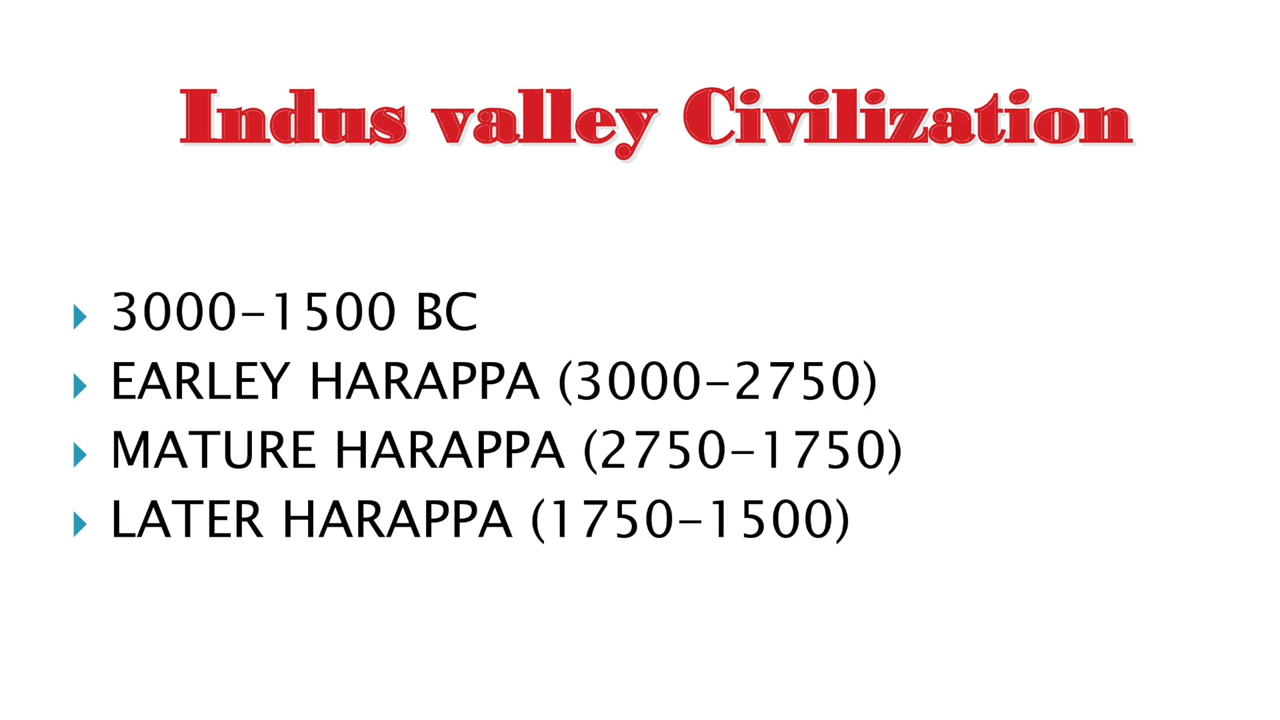 Indus valley Civilization
3000-1500 BC
EARLEY HARAPPA (3000-2750)
MATURE HARAPPA (2750-1750)
LATER HARAPPA (1750-1500)